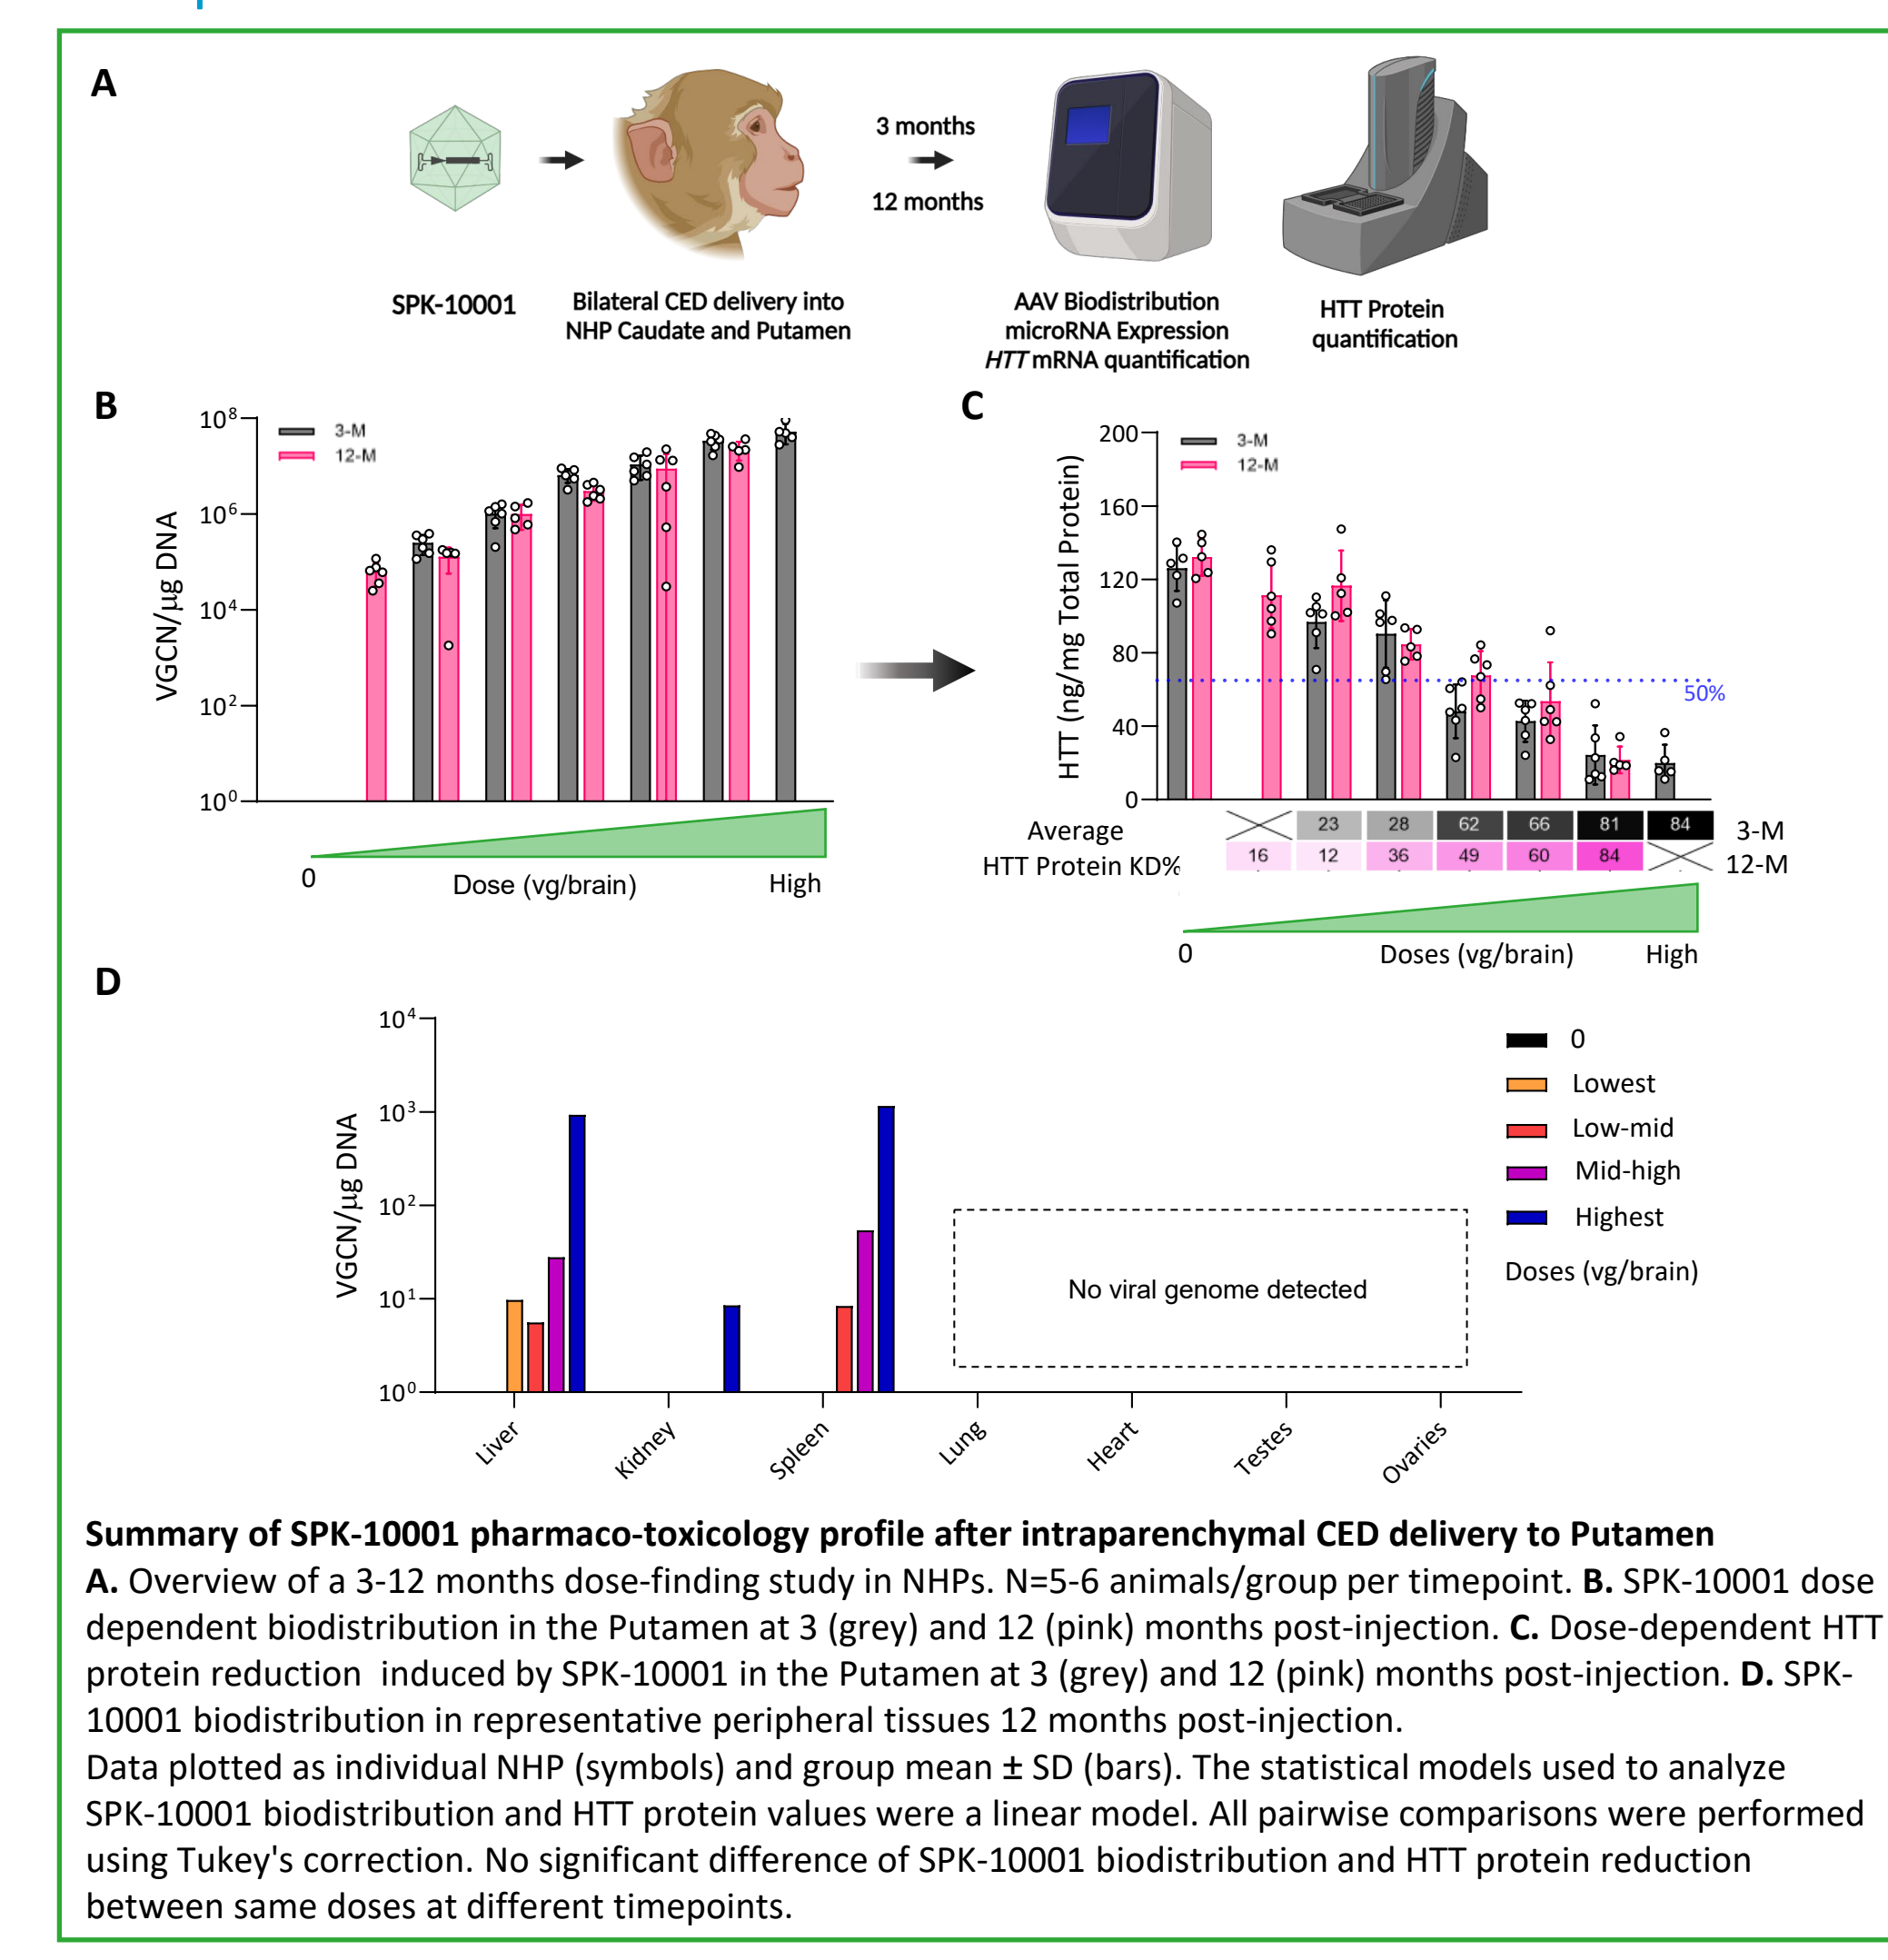 A
3 months
12 months
SPK-10001
Bilateral CED delivery into
NHP Caudate and Putamen
AAV Biodistribution
microRNA Expression
HTT mRNA quantification
HTT Protein
quantification
B
3-M
12-M
VGCN/µg DNA
10⁸
10⁶
10⁴
10²
10⁰
0
Dose (vg/brain)
High
C
3-M
12-M
HTT (ng/mg Total Protein)
200
160
120
80
40
0
50%
Average
HTT Protein KD%
23 28 62 66 81 84 3-M
16 12 36 49 60 84 12-M
0
Doses (vg/brain)
High
D
VGCN/µg DNA
10⁴
10³
10²
10¹
10⁰
No viral genome detected
Liver
Kidney
Spleen
Lung
Heart
Testes
Ovaries
0
Lowest
Low-mid
Mid-high
Highest
Doses (vg/brain)
Summary of SPK-10001 pharmaco-toxicology profile after intraparenchymal CED delivery to Putamen
A. Overview of a 3-12 months dose-finding study in NHPs. N=5-6 animals/group per timepoint. B. SPK-10001 dose
dependent biodistribution in the Putamen at 3 (grey) and 12 (pink) months post-injection. C. Dose-dependent HTT
protein reduction induced by SPK-10001 in the Putamen at 3 (grey) and 12 (pink) months post-injection. D. SPK-
10001 biodistribution in representative peripheral tissues 12 months post-injection.
Data plotted as individual NHP (symbols) and group mean ± SD (bars). The statistical models used to analyze
SPK-10001 biodistribution and HTT protein values were a linear model. All pairwise comparisons were performed
using Tukey's correction. No significant difference of SPK-10001 biodistribution and HTT protein reduction
between same doses at different timepoints.